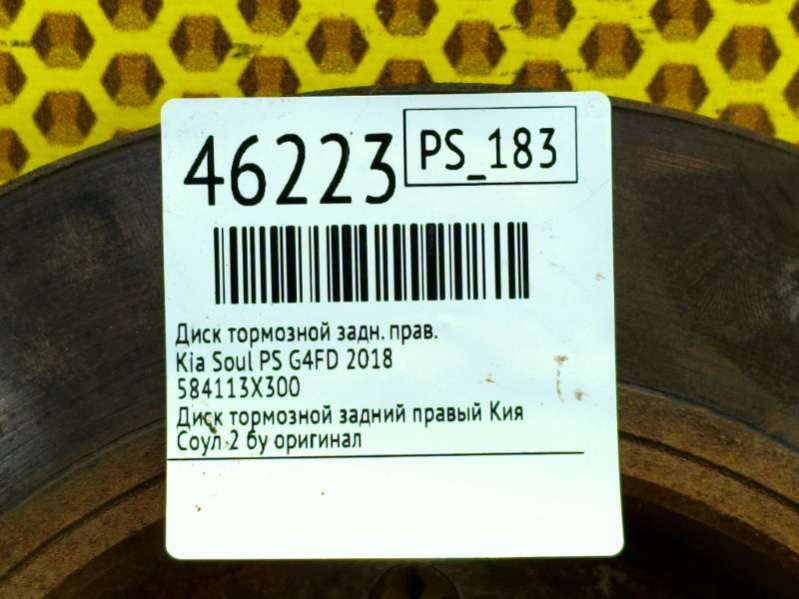 46223 PS_183
Диск тормозной задн. прав.
Kia Soul PS G4FD 2018
584113X300
Диск тормозной задний правый Кия
Соул 2 бу оригинал